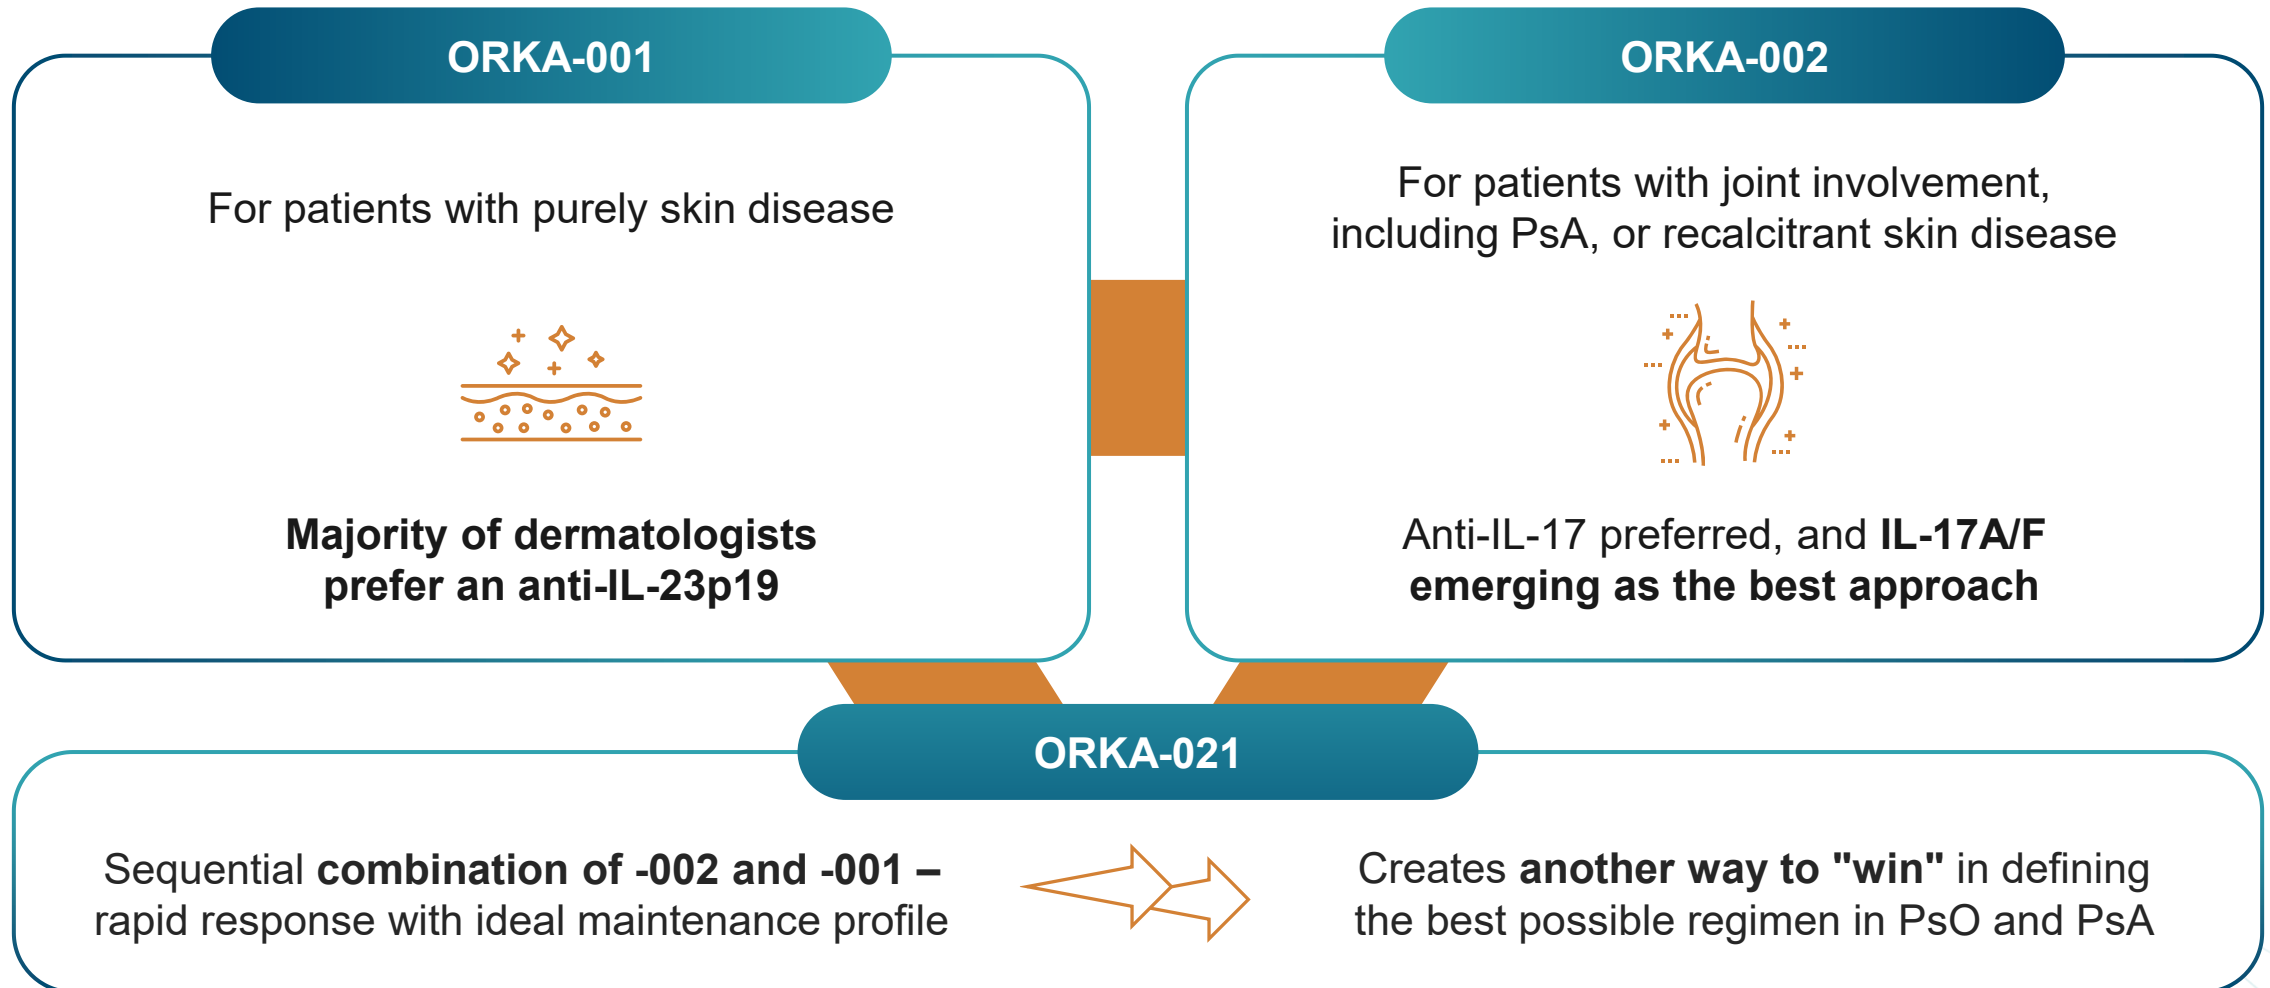 ORKA-001
For patients with purely skin disease
Majority of dermatologists
prefer an anti-IL-23p19
ORKA-002
For patients with joint involvement,
including PsA, or recalcitrant skin disease
Anti-IL-17 preferred, and IL-17A/F
emerging as the best approach
ORKA-021
Sequential combination of -002 and -001 –
rapid response with ideal maintenance profile
Creates another way to "win" in defining
the best possible regimen in PsO and PsA